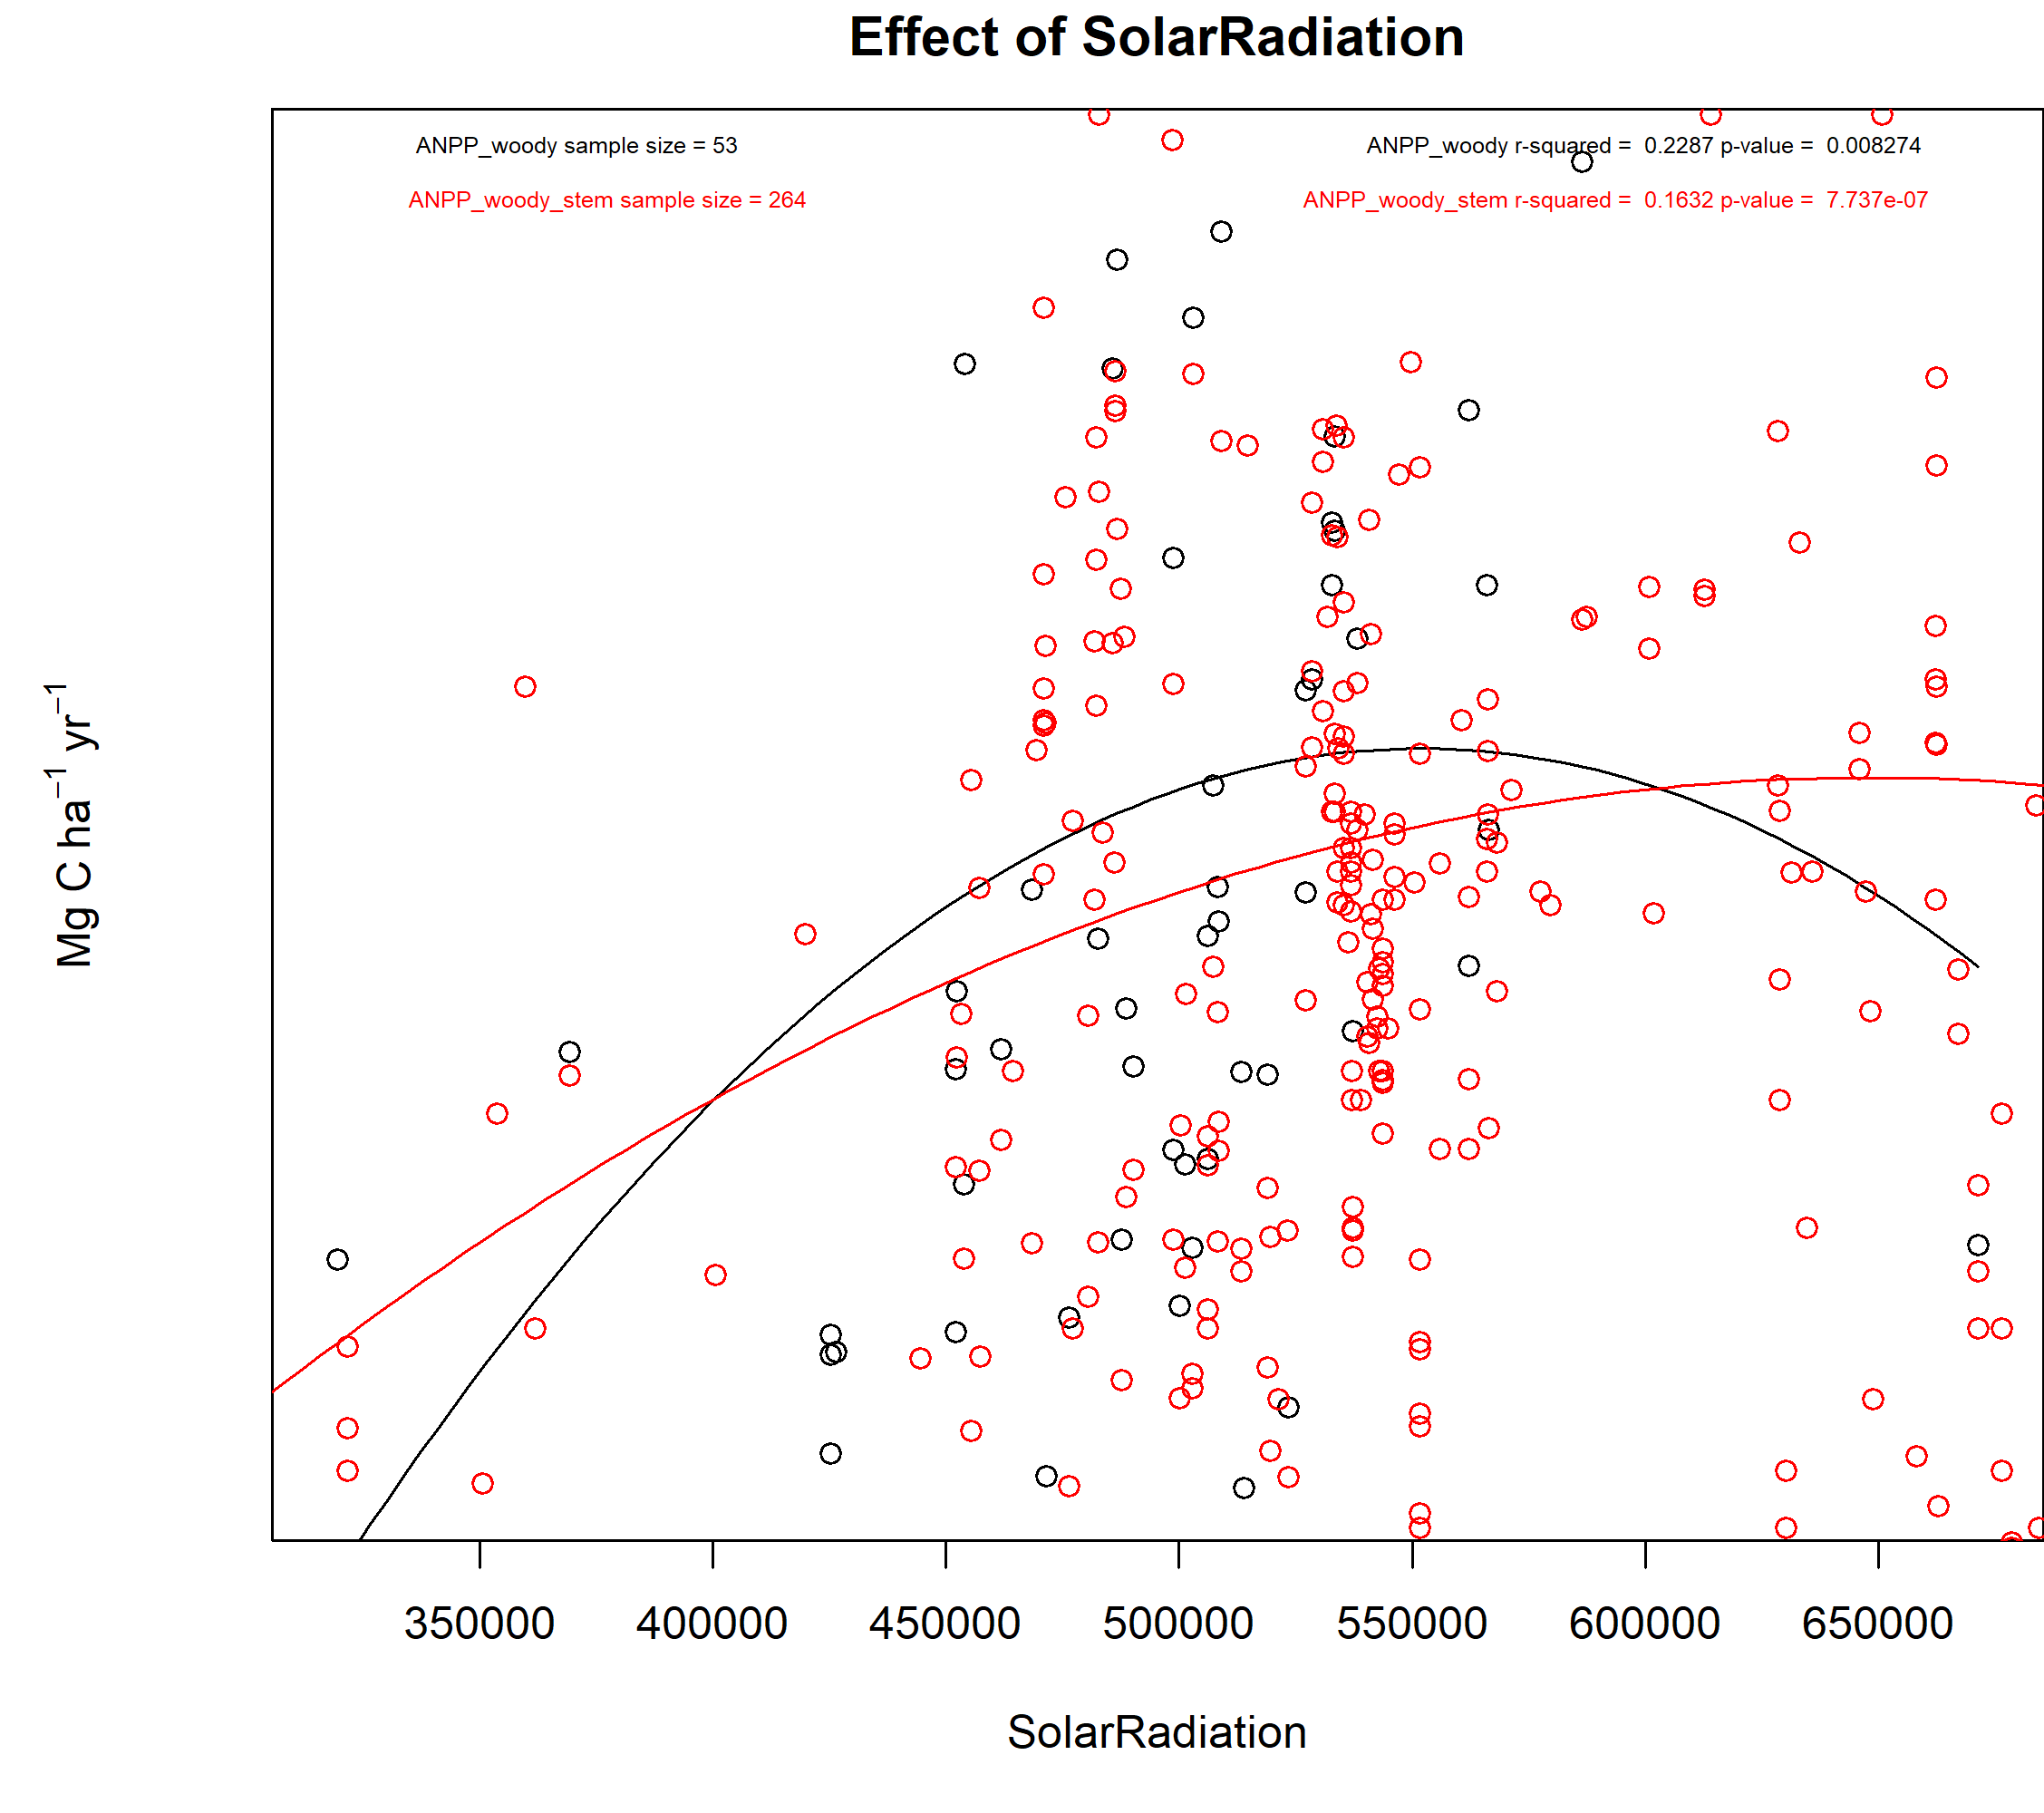 Effect of SolarRadiation
ANPP_woody sample size = 53
ANPP_woody r-squared = 0.2287 p-value = 0.008274
ANPP_woody_stem sample size = 264
ANPP_woody_stem r-squared = 0.1632 p-value = 7.737e-07
Mg C ha⁻¹ yr⁻¹
350000 400000 450000 500000 550000 600000 650000
SolarRadiation